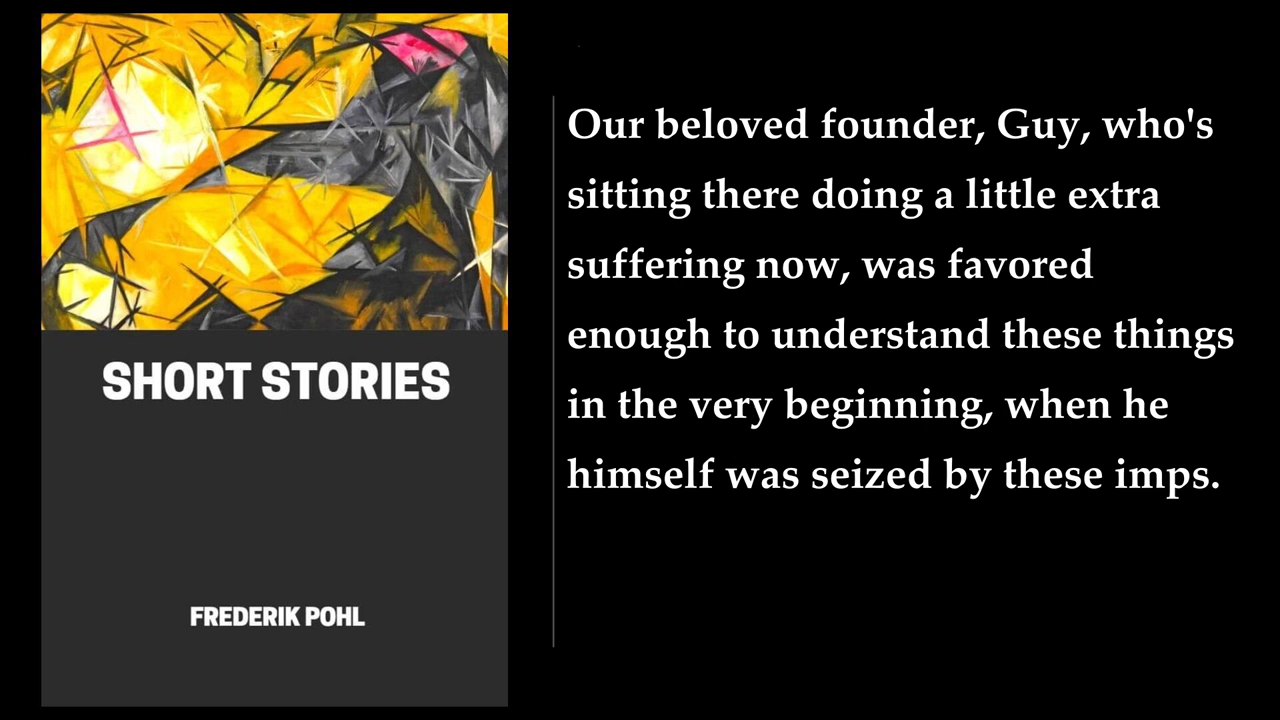 SHORT STORIES
FREDERIK POHL
Our beloved founder, Guy, who's
sitting there doing a little extra
suffering now, was favored
enough to understand these things
in the very beginning, when he
himself was seized by these imps.